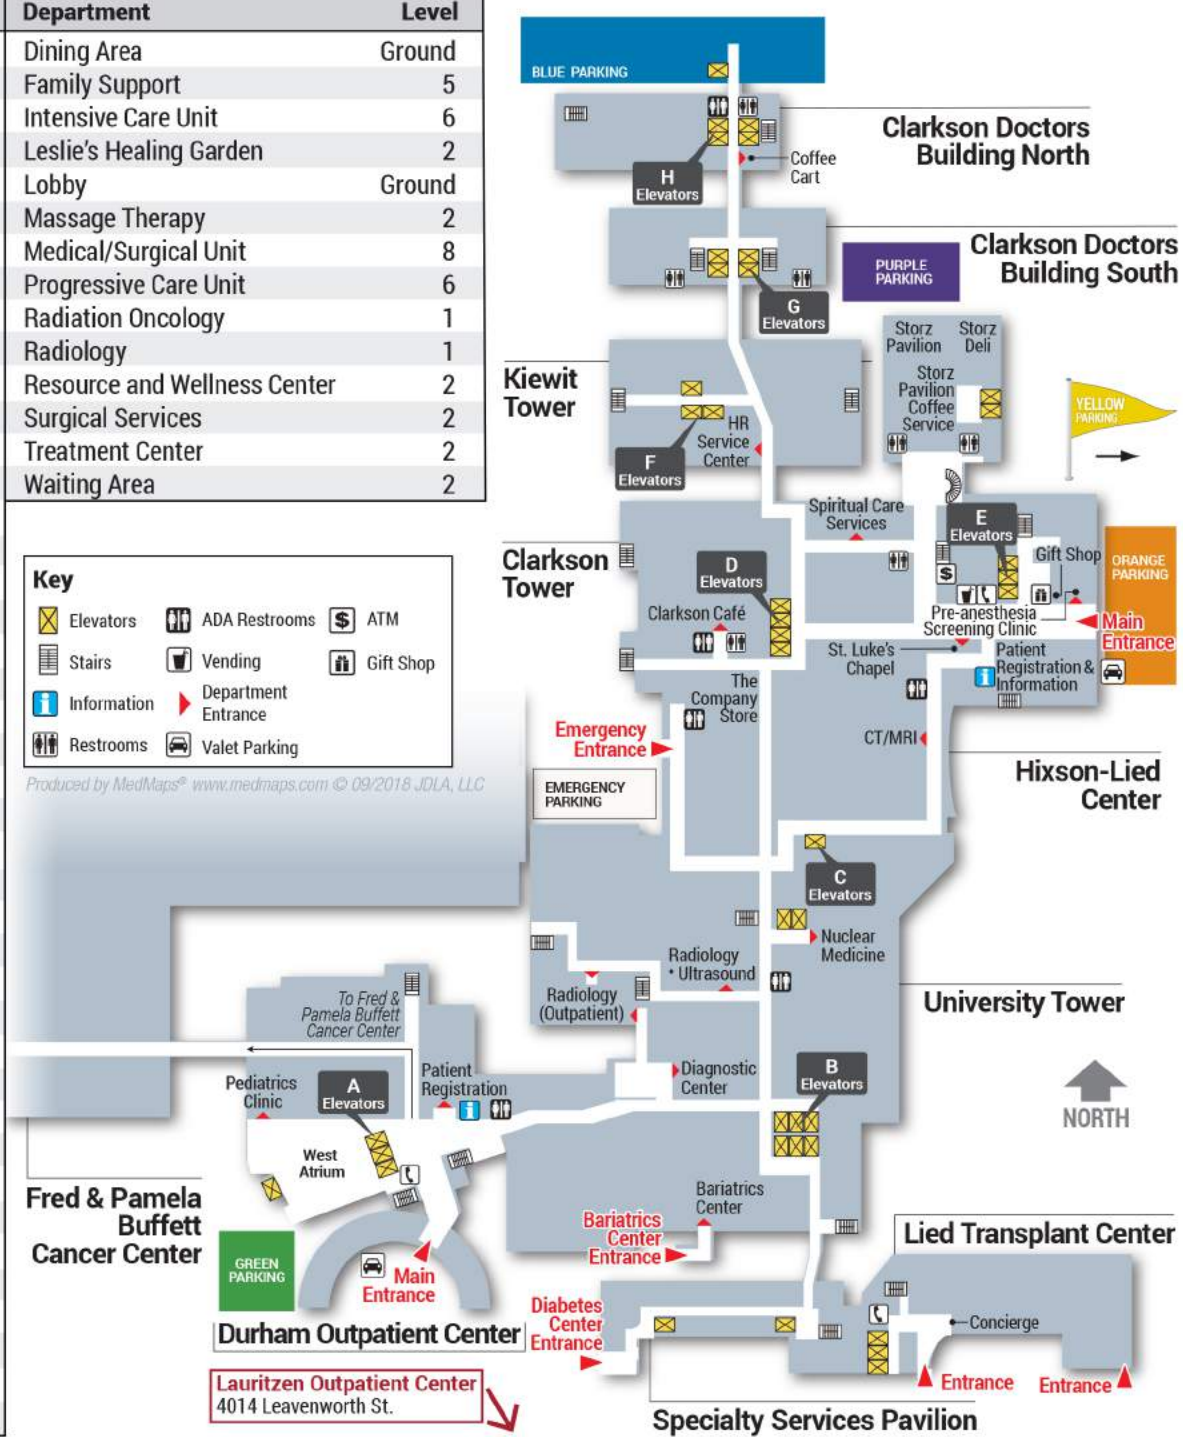 Department Level
Dining Area Ground
Family Support 5
Intensive Care Unit 6
Leslie's Healing Garden 2
Lobby Ground
Massage Therapy 2
Medical/Surgical Unit 8
Progressive Care Unit 6
Radiation Oncology 1
Radiology 1
Resource and Wellness Center 2
Surgical Services 2
Treatment Center 2
Waiting Area 2
Key
Elevators
ADA Restrooms
$ ATM
Stairs
Vending
Gift Shop
i Information
Department
Entrance
Restrooms
Valet Parking
Produced by MedMaps® www.medmaps.com © 09/2018 JDLA, LLC
BLUE PARKING
Clarkson Doctors
Building North
Coffee
Cart
H
Elevators
Clarkson Doctors
Building South
PURPLE
PARKING
G
Elevators
Storz
Pavilion
Storz
Deli
Storz
Pavilion
Coffee
Service
Kiewit
Tower
HR
Service
Center
F
Elevators
YELLOW
PARKING
Spiritual Care
Services
E
Elevators
Gift Shop
ORANGE
PARKING
Clarkson
Tower
D
Elevators
$
Clarkson Café
Pre-anesthesia
Screening Clinic
Main
Entrance
St. Luke's
Chapel
i
Patient
Registration &
Information
The
Company
Store
Emergency
Entrance
CT/MRI
Hixson-Lied
Center
EMERGENCY
PARKING
C
Elevators
Nuclear
Medicine
Radiology
• Ultrasound
Radiology
(Outpatient)
University Tower
To Fred &
Pamela Buffett
Cancer Center
Diagnostic
Center
B
Elevators
Patient
Registration
i
Pediatrics
Clinic
A
Elevators
NORTH
West
Atrium
Fred & Pamela
Buffett
Cancer Center
Bariatrics
Center
Bariatrics
Center
Entrance
Lied Transplant Center
GREEN
PARKING
Main
Entrance
Durham Outpatient Center
Diabetes
Center
Entrance
Concierge
Entrance
Entrance
Lauritzen Outpatient Center
4014 Leavenworth St.
Specialty Services Pavilion